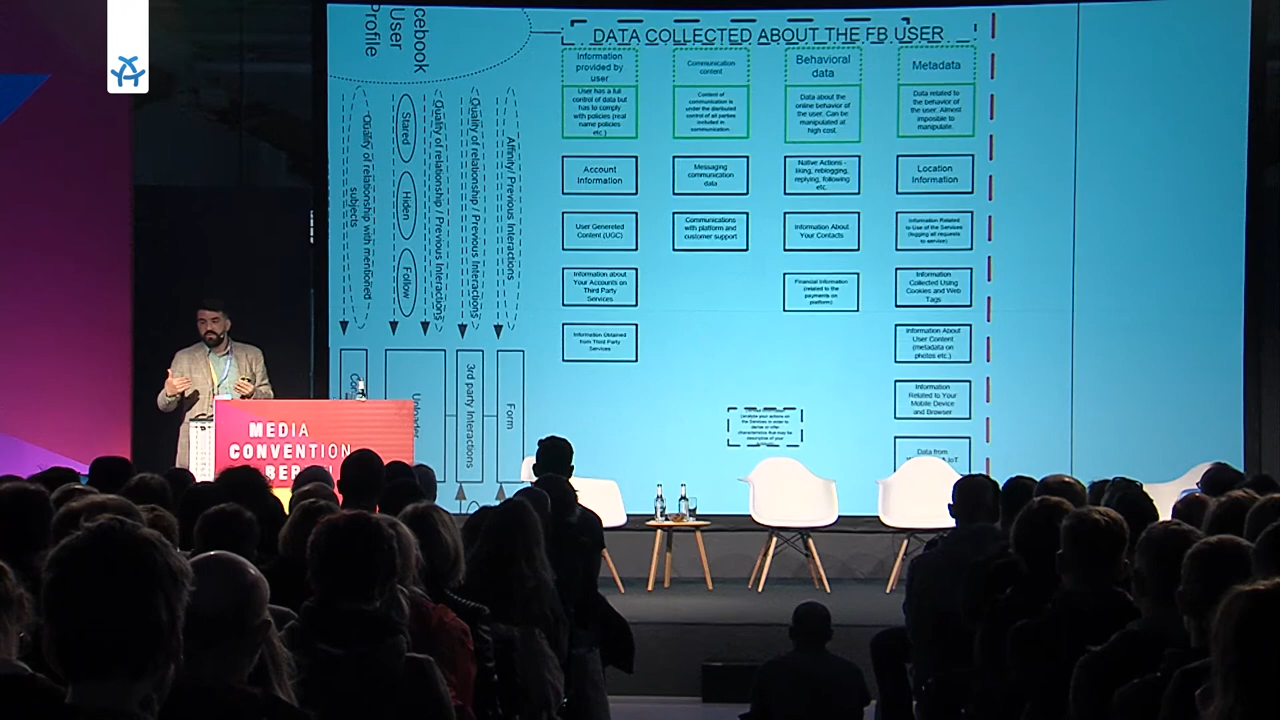 DATA COLLECTED ABOUT THE FB USER
cebook
User
Profile
Information
provided by
user
User has a full
control of data but
has to comply
with policies (real
name policies
etc.)
Account
Information
User Genereted
Content (UGC)
Information about
Your Accounts on
Third Party
Services
Information Obtained
from Third Party
Services
Communication
content
Content of
communication is
under the disributed
control of all parties
included in
communication.
Messaging
communication
data
Communications
with platform and
customer support
Behavioral
data
Data about the
online behavior of
the user. Can be
manipulated at
high cost.
Native Actions -
liking, reblogging,
replying, following
etc.
Information About
Your Contacts
Financial Information
(related to the
payments on
platform)
Metadata
Data related to
the behavior of
the user. Almost
imposible to
manipulate.
Location
Information
Information Related
to Use of the Services
(logging all requests
to service)
Information
Collected Using
Cookies and Web
Tags
Information About
User Content
(metadata on
photos etc.)
Information
Related to Your
Mobile Device
and Browser
Data from
Affinity/ Previous Interactions
Quality of relationship / Previous Interactions
Quality of relationship / Previous Interactions
Stared
Hiden
Follow
Quality of relationship with mentioned
subjects
Form
3rd party Interactions
Uploader
MEDIA
CONVENTION
BER